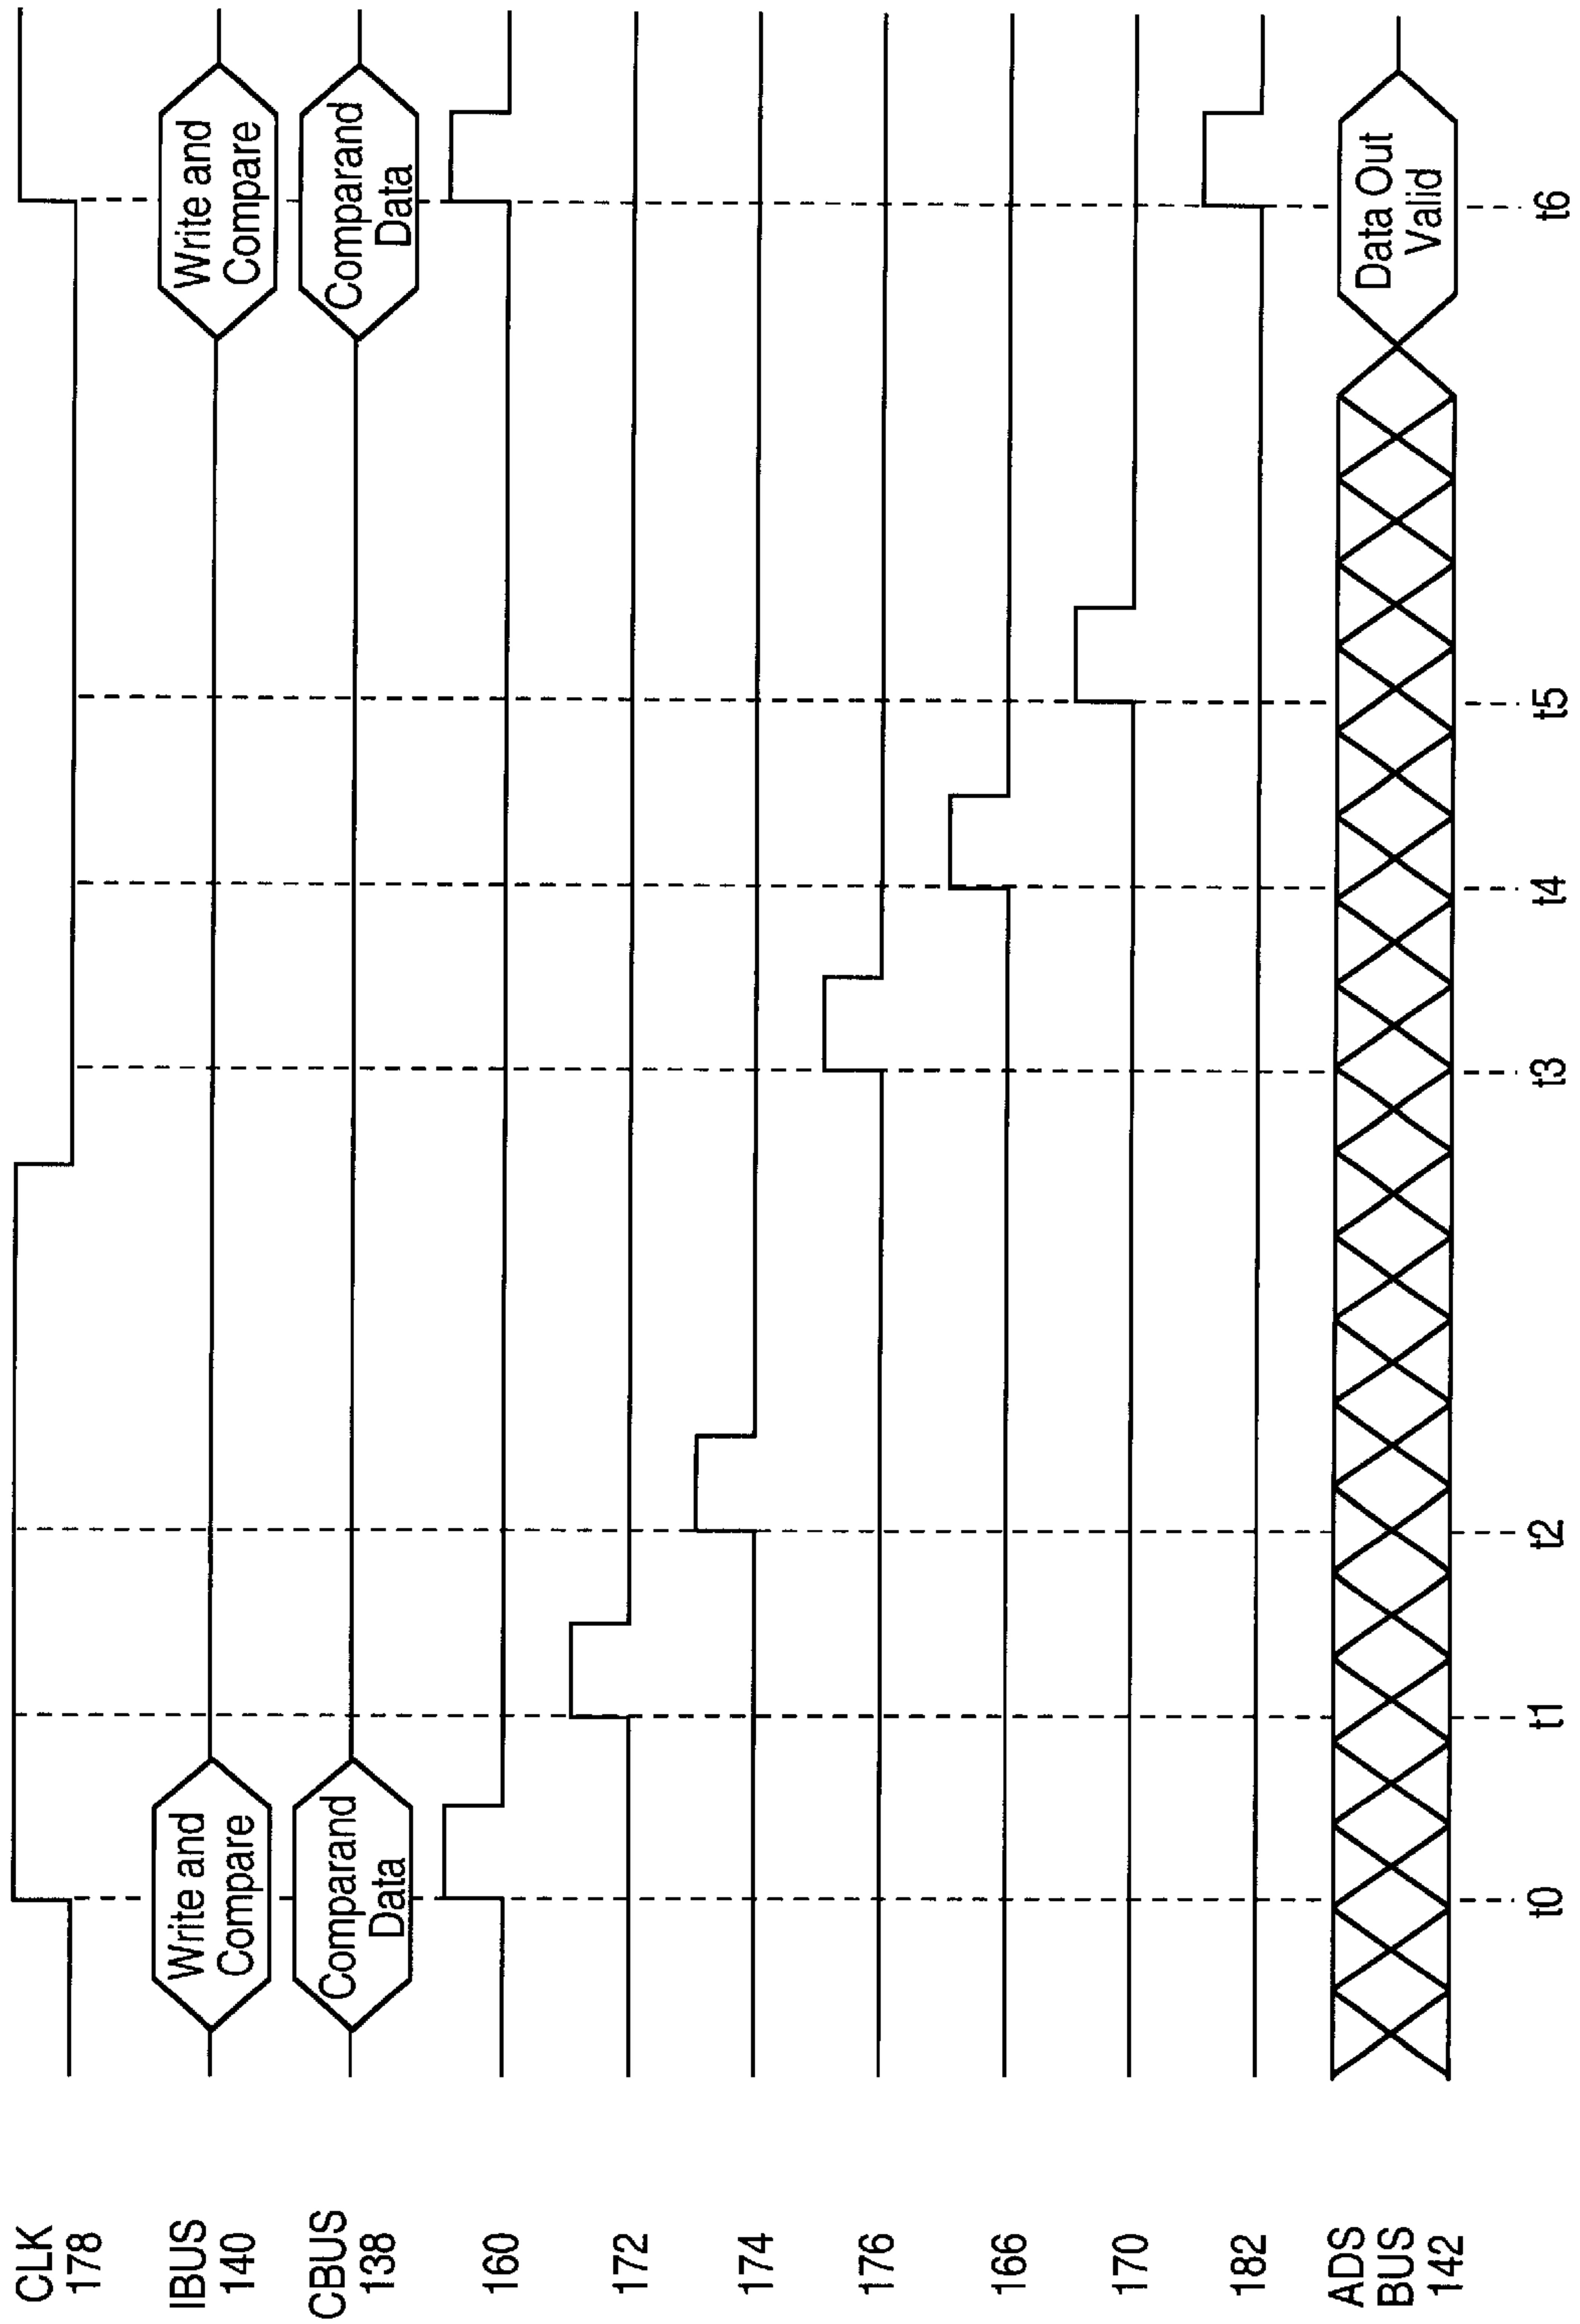 CLK
178
IBUS
140
Write and
Compare
Write and
Compare
CBUS
138
Comparand
Data
Comparand
Data
160
172
174
176
166
170
182
ADS
BUS
142
Data Out
Valid
t0
t1
t2
t3
t4
t5
t6